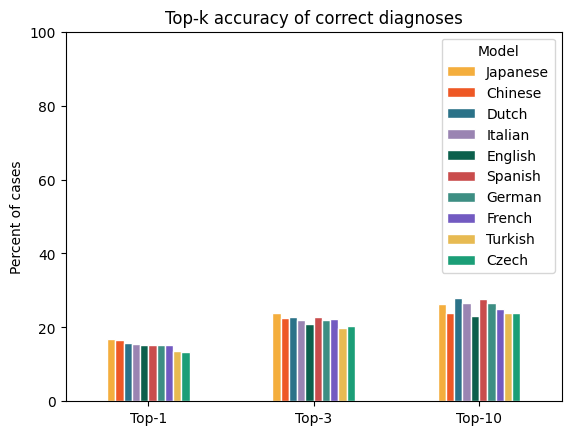 Top-k accuracy of correct diagnoses
Percent of cases
100
80
60
40
20
0
Model
Japanese
Chinese
Dutch
Italian
English
Spanish
German
French
Turkish
Czech
Top-1
Top-3
Top-10